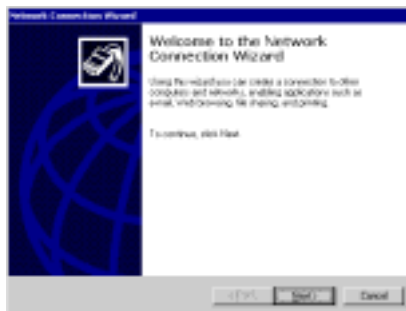 Network Connection Wizard
Welcome to the Network
Connection Wizard
Using this wizard you can create a connection to other
computers and networks, enabling applications such as
e-mail, Web browsing, file sharing, and printing.
To continue, click Next.
< Back
Next >
Cancel